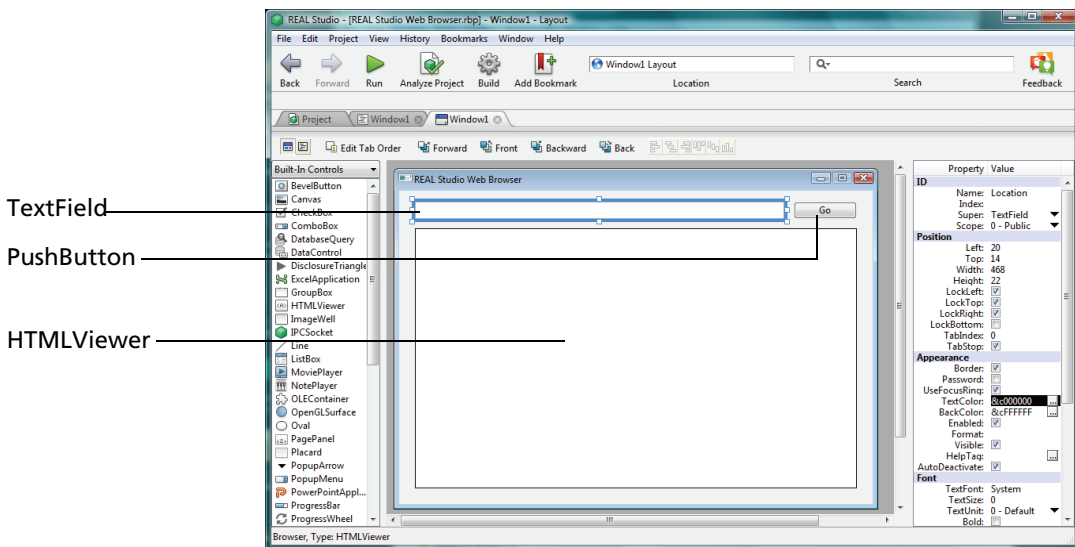 REAL Studio - [REAL Studio Web Browser.rbp] - Window1 - Layout
File Edit Project View History Bookmarks Window Help
Window1 Layout
Back Forward Run Analyze Project Build Add Bookmark Location Search Feedback
Project Window1 Window1
Edit Tab Order Forward Front Backward Back
Built-In Controls
BevelButton
Canvas
CheckBox
ComboBox
DatabaseQuery
DataControl
DisclosureTriangle
ExcelApplication
GroupBox
HTMLViewer
ImageWell
IPCSocket
Line
ListBox
MoviePlayer
NotePlayer
OLEContainer
OpenGLSurface
Oval
PagePanel
Placard
PopupArrow
PopupMenu
PowerPointAppl...
ProgressBar
ProgressWheel
TextField
PushButton
HTMLViewer
REAL Studio Web Browser
Go
Property Value
ID
Name: Location
Index:
Super: TextField
Scope: 0 - Public
Position
Left: 20
Top: 14
Width: 468
Height: 22
LockLeft:
LockTop:
LockRight:
LockBottom:
TabIndex: 0
TabStop:
Appearance
Border:
Password:
UseFocusRing:
TextColor: &c000000 ...
BackColor: &cFFFFFF ...
Enabled:
Format:
Visible:
HelpTag: ...
AutoDeactivate:
Font
TextFont: System
TextSize: 0
TextUnit: 0 - Default
Bold:
Browser, Type: HTMLViewer